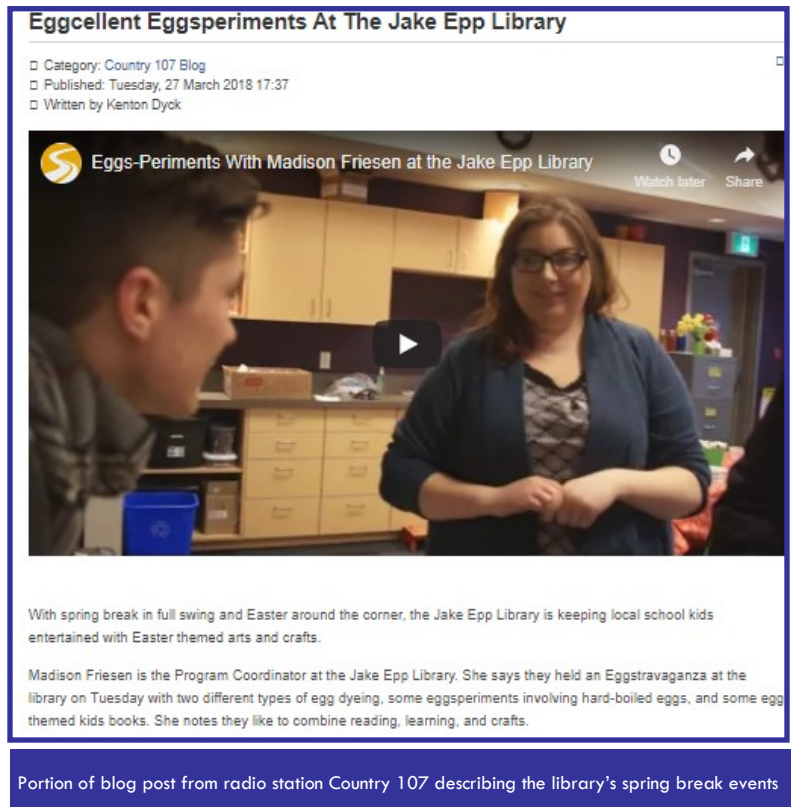 Eggcellent Eggsperiments At The Jake Epp Library
Category: Country 107 Blog
Published: Tuesday, 27 March 2018 17:37
Written by Kenton Dyck
Eggs-Periments With Madison Friesen at the Jake Epp Library
Watch later
Share
With spring break in full swing and Easter around the corner, the Jake Epp Library is keeping local school kids
entertained with Easter themed arts and crafts.
Madison Friesen is the Program Coordinator at the Jake Epp Library. She says they held an Eggstravaganza at the
library on Tuesday with two different types of egg dyeing, some eggsperiments involving hard-boiled eggs, and some egg
themed kids books. She notes they like to combine reading, learning, and crafts.
Portion of blog post from radio station Country 107 describing the library's spring break events